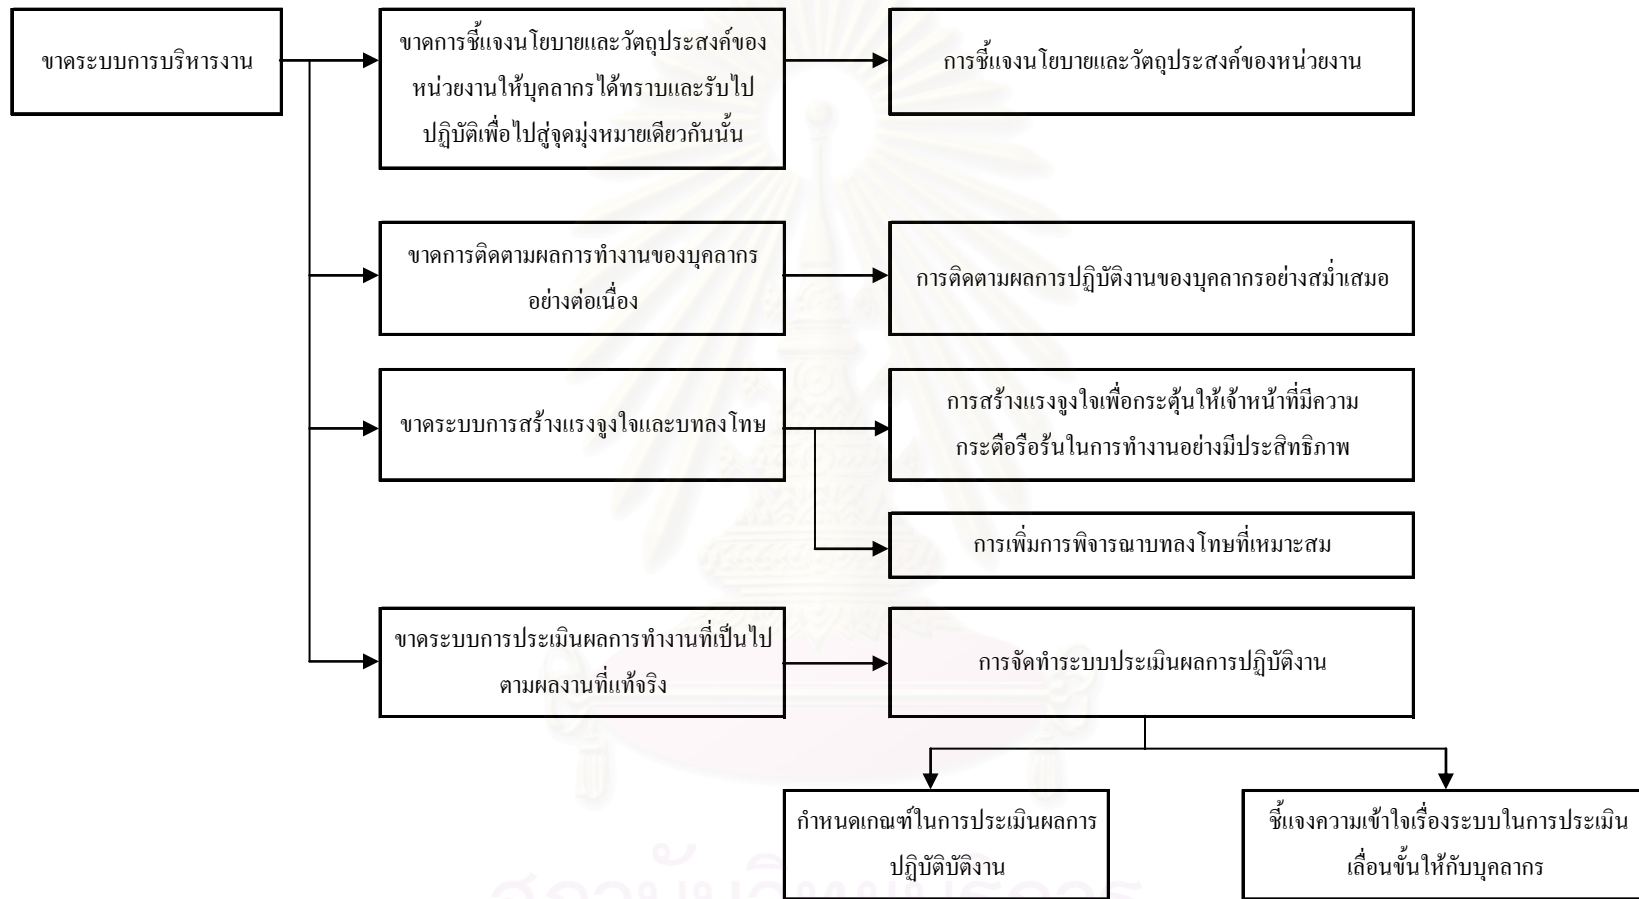 ขาดระบบการบริหารงาน
ขาดการชี้แจงนโยบายและวัตถุประสงค์ของ
หน่วยงานให้บุคลากรได้ทราบและรับไป
ปฏิบัติเพื่อไปสู่จุดมุ่งหมายเดียวกันนั้น
การชี้แจงนโยบายและวัตถุประสงค์ของหน่วยงาน
ขาดการติดตามผลการทำงานของบุคลากร
อย่างต่อเนื่อง
การติดตามผลการปฏิบัติงานของบุคลากรอย่างสม่ำเสมอ
ขาดระบบการสร้างแรงจูงใจและบทลงโทษ
การสร้างแรงจูงใจเพื่อกระตุ้นให้เจ้าหน้าที่มีความ
กระตือรือร้นในการทำงานอย่างมีประสิทธิภาพ
การเพิ่มการพิจารณาบทลงโทษที่เหมาะสม
ขาดระบบการประเมินผลการทำงานที่เป็นไป
ตามผลงานที่แท้จริง
การจัดทำระบบประเมินผลการปฏิบัติงาน
กำหนดเกณฑ์ในการประเมินผลการ
ปฏิบัติบัติงาน
ชี้แจงความเข้าใจเรื่องระบบในการประเมิน
เลื่อนขั้นให้กับบุคลากร
สถาบันวิทยบริการ